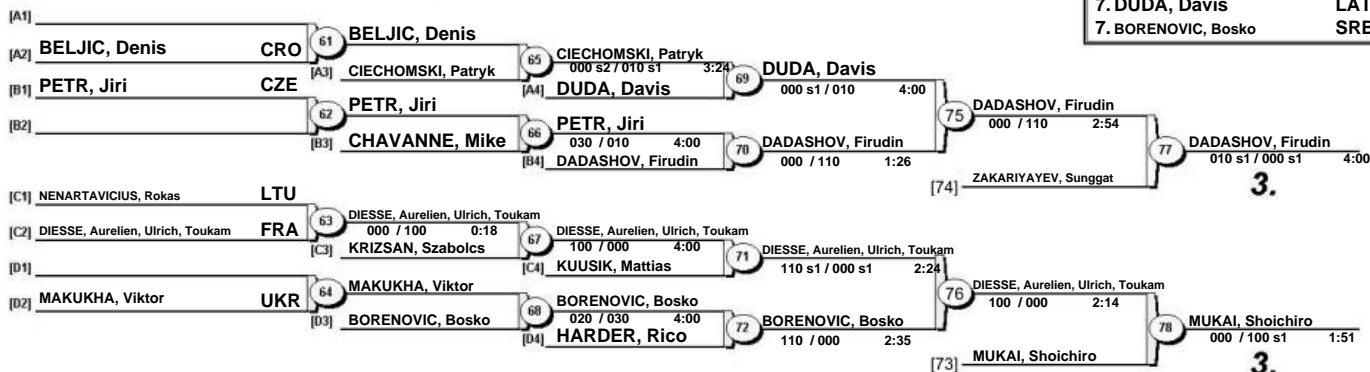 7. DUDA, Davis LAT
7. BORENOVIC, Bosko SRB
[A1]
[A2] BELJIC, Denis CRO
61
BELJIC, Denis
[A3] CIECHOMSKI, Patryk
65
CIECHOMSKI, Patryk
000 s2 / 010 s1 3:24
[A4] DUDA, Davis
69
DUDA, Davis
000 s1 / 010 4:00
[B1] PETR, Jiri CZE
[B2]
62
PETR, Jiri
[B3] CHAVANNE, Mike
66
PETR, Jiri
030 / 010 4:00
[B4] DADASHOV, Firudin
70
DADASHOV, Firudin
000 / 110 1:26
75
DADASHOV, Firudin
000 / 110 2:54
[74] ZAKARIYAYEV, Sunggat
77
DADASHOV, Firudin
010 s1 / 000 s1 4:00
3.
[C1] NENARTAVICIUS, Rokas LTU
[C2] DIESSE, Aurelien, Ulrich, Toukam FRA
63
DIESSE, Aurelien, Ulrich, Toukam
000 / 100 0:18
[C3] KRIZSAN, Szabolcs
67
DIESSE, Aurelien, Ulrich, Toukam
100 / 000 4:00
[C4] KUUSIK, Mattias
71
DIESSE, Aurelien, Ulrich, Toukam
110 s1 / 000 s1 2:24
[D1]
[D2] MAKUKHA, Viktor UKR
64
MAKUKHA, Viktor
[D3] BORENOVIC, Bosko
68
BORENOVIC, Bosko
020 / 030 4:00
[D4] HARDER, Rico
72
BORENOVIC, Bosko
110 / 000 2:35
76
DIESSE, Aurelien, Ulrich, Toukam
100 / 000 2:14
[73] MUKAI, Shoichiro
78
MUKAI, Shoichiro
000 / 100 s1 1:51
3.